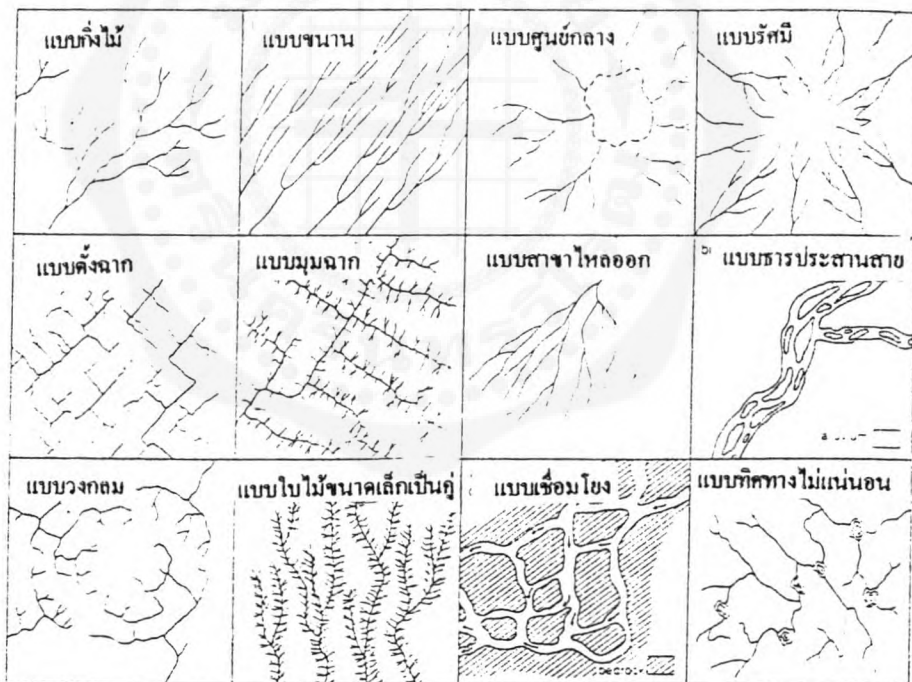 แบบกิ่งไม้
แบบขนาน
แบบศูนย์กลาง
แบบรัศมี
แบบตั้งฉาก
แบบมุมฉาก
แบบสาขาไหลออก
แบบธารประสานสาย
แบบวงกลม
แบบใบไม้ขนาดเล็กเป็นคู่
แบบเชื่อมโยง
แบบทิศทางไม่แน่นอน
bedrock